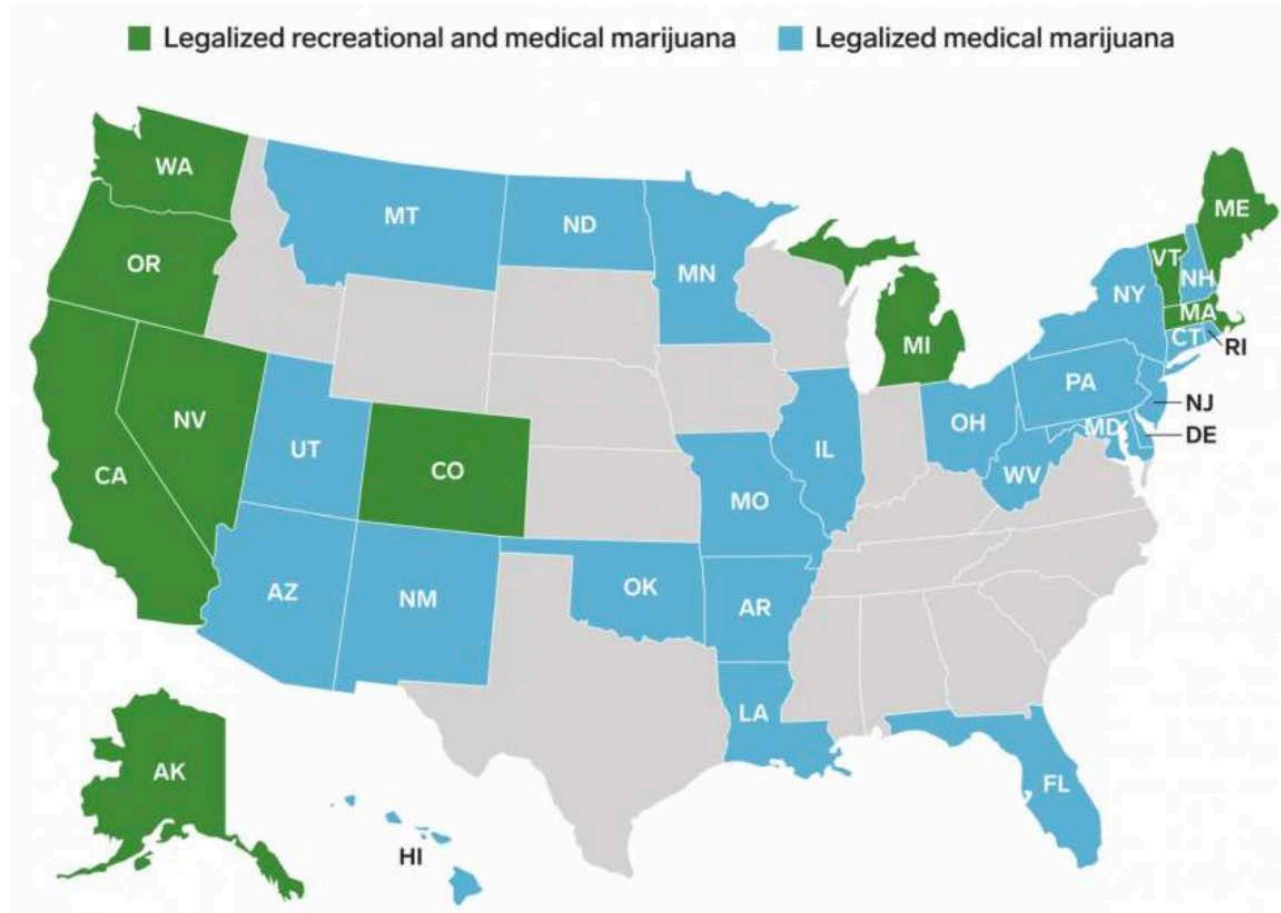 Legalized recreational and medical marijuana
Legalized medical marijuana
WA
MT
ND
MN
ME
OR
VT
NH
NY
MA
CT
RI
MI
PA
NJ
NV
UT
CO
IL
OH
MD
DE
CA
WV
MO
AZ
NM
OK
AR
LA
AK
FL
HI